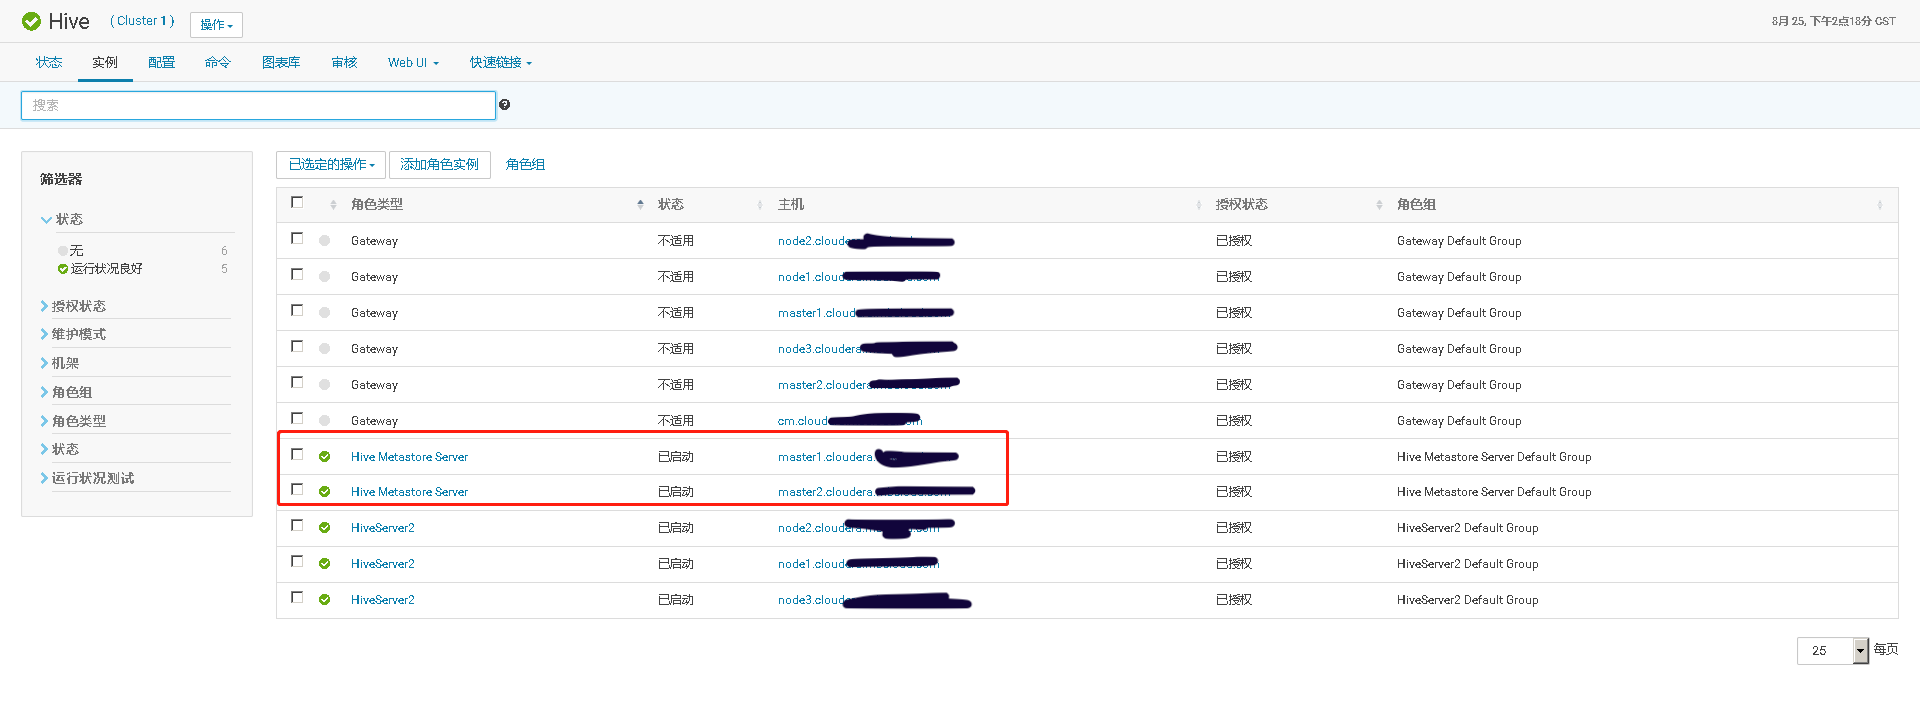 Hive (Cluster 1) 操作 8月 25, 下午2点18分 CST
状态 实例 配置 命令 图表库 审核 Web UI 快速链接
搜索
已选定的操作 添加角色实例 角色组
筛选器
状态
无 6
运行状况良好 5
授权状态
维护模式
机架
角色组
角色类型
状态
运行状况测试
角色类型 状态 主机 授权状态 角色组
Gateway 不适用 node2.cloude 已授权 Gateway Default Group
Gateway 不适用 node1.cloud 已授权 Gateway Default Group
Gateway 不适用 master1.cloud 已授权 Gateway Default Group
Gateway 不适用 node3.cloudera 已授权 Gateway Default Group
Gateway 不适用 master2.cloudera 已授权 Gateway Default Group
Gateway 不适用 cm.cloud 已授权 Gateway Default Group
Hive Metastore Server 已启动 master1.cloudera. 已授权 Hive Metastore Server Default Group
Hive Metastore Server 已启动 master2.cloudera. 已授权 Hive Metastore Server Default Group
HiveServer2 已启动 node2.cloud 已授权 HiveServer2 Default Group
HiveServer2 已启动 node1.cloud 已授权 HiveServer2 Default Group
HiveServer2 已启动 node3.cloud 已授权 HiveServer2 Default Group
25 每页